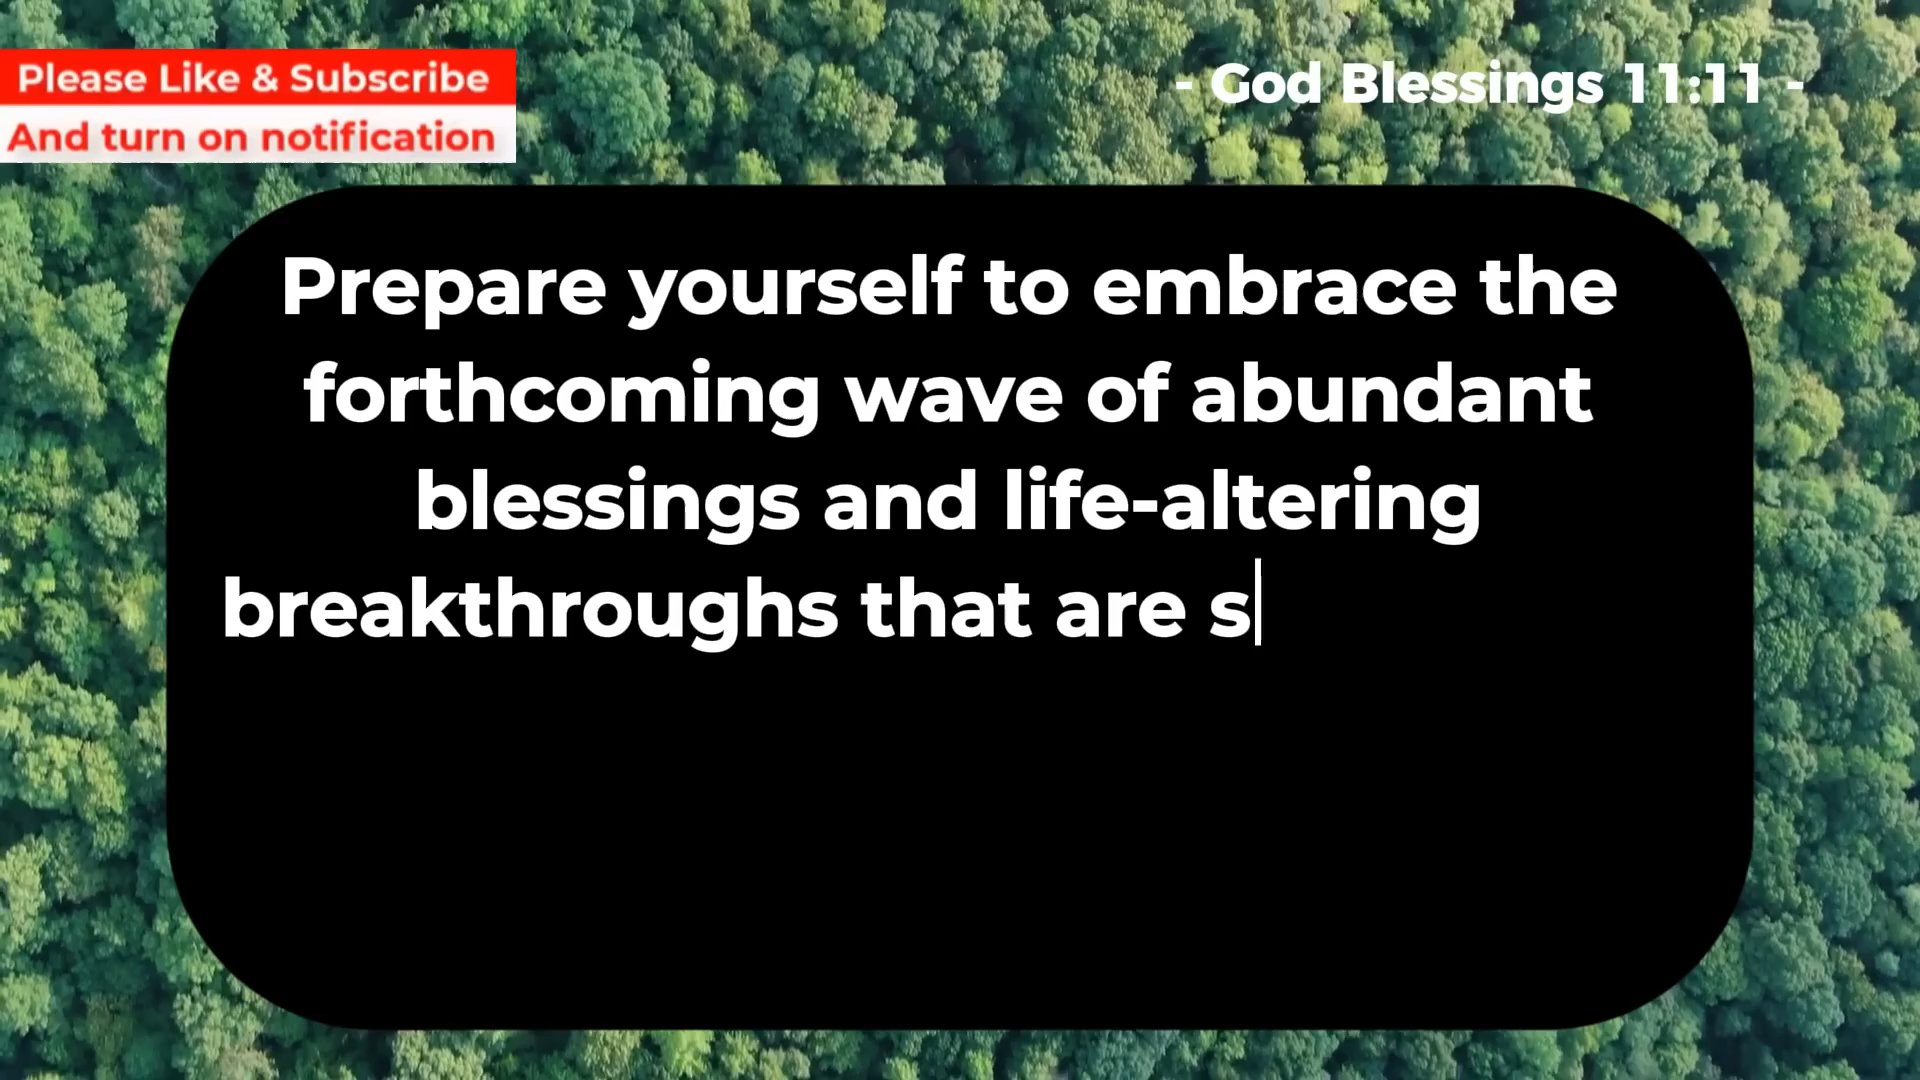 Please Like & Subscribe
And turn on notification
- God Blessings 11:11 -
Prepare yourself to embrace the
forthcoming wave of abundant
blessings and life-altering
breakthroughs that are s